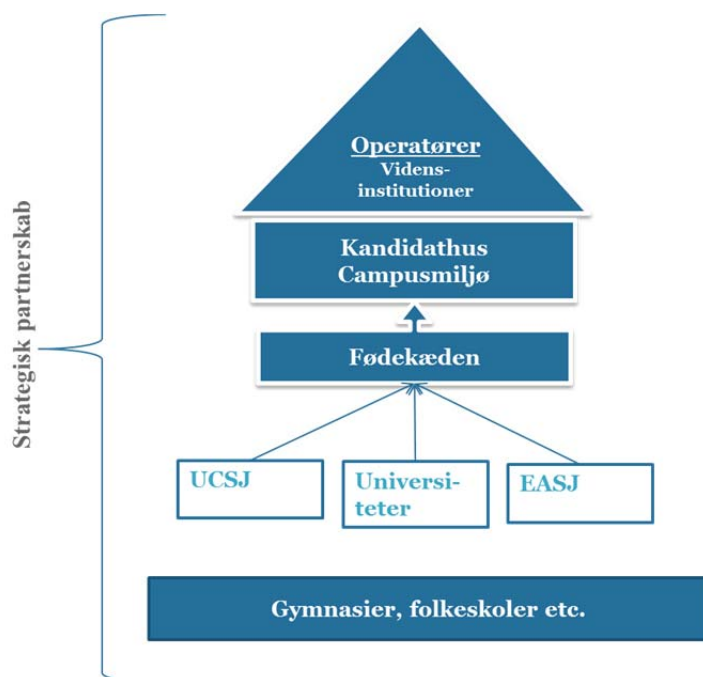 Strategisk partnerskab
Operatører
Videns-
institutioner
Kandidathus
Campusmiljø
Fødekæden
UCSJ
Universi-
teter
EASJ
Gymnasier, folkeskoler etc.